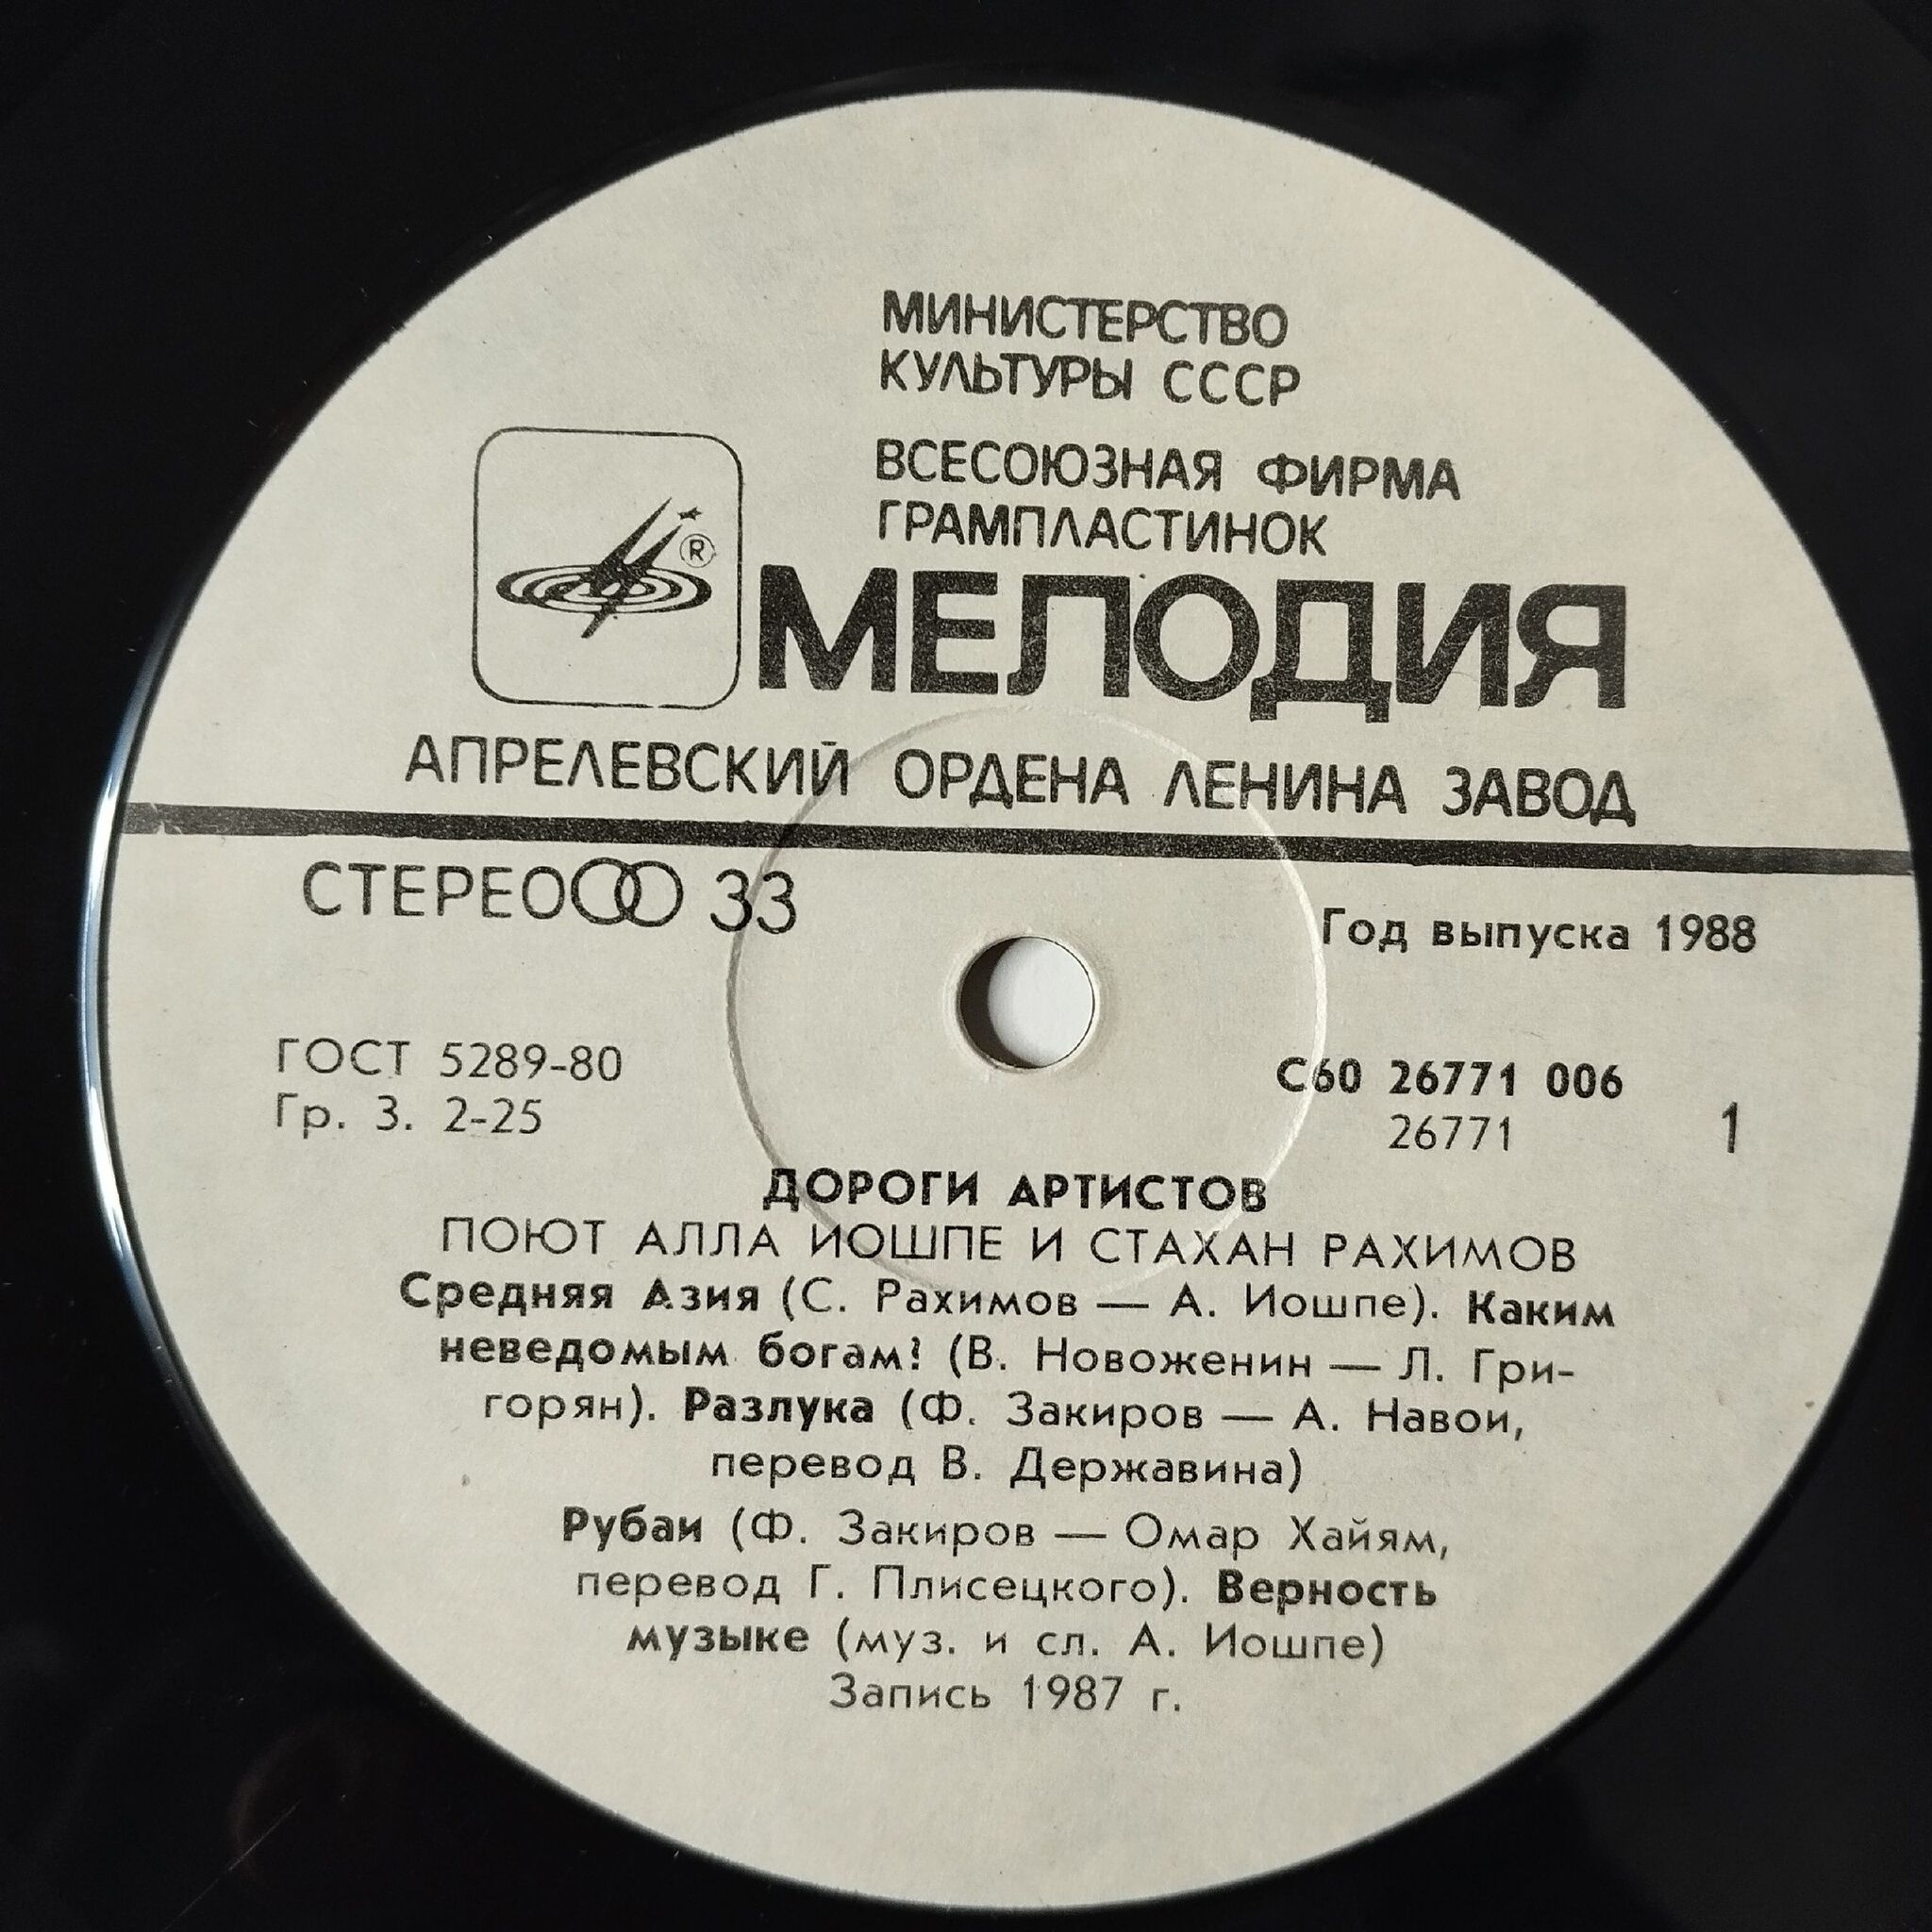 МИНИСТЕРСТВО
КУЛЬТУРЫ СССР
ВСЕСОЮЗНАЯ ФИРМА
ГРАМПЛАСТИНОК
®
МЕЛОДИЯ
АПРЕЛЕВСКИЙ ОРДЕНА ЛЕНИНА ЗАВОД
СТЕРЕО 33
Год выпуска 1988
ГОСТ 5289-80
Гр. 3. 2-25
С60 26771 006
26771
1
ДОРОГИ АРТИСТОВ
ПОЮТ АЛЛА ИОШПЕ И СТАХАН РАХИМОВ
Средняя Азия (С. Рахимов — А. Иошпе). Каким
неведомым богам? (В. Новоженин — Л. Гри-
горян). Разлука (Ф. Закиров — А. Навои,
перевод В. Державина)
Рубаи (Ф. Закиров — Омар Хайям,
перевод Г. Плисецкого). Верность
музыке (муз. и сл. А. Иошпе)
Запись 1987 г.